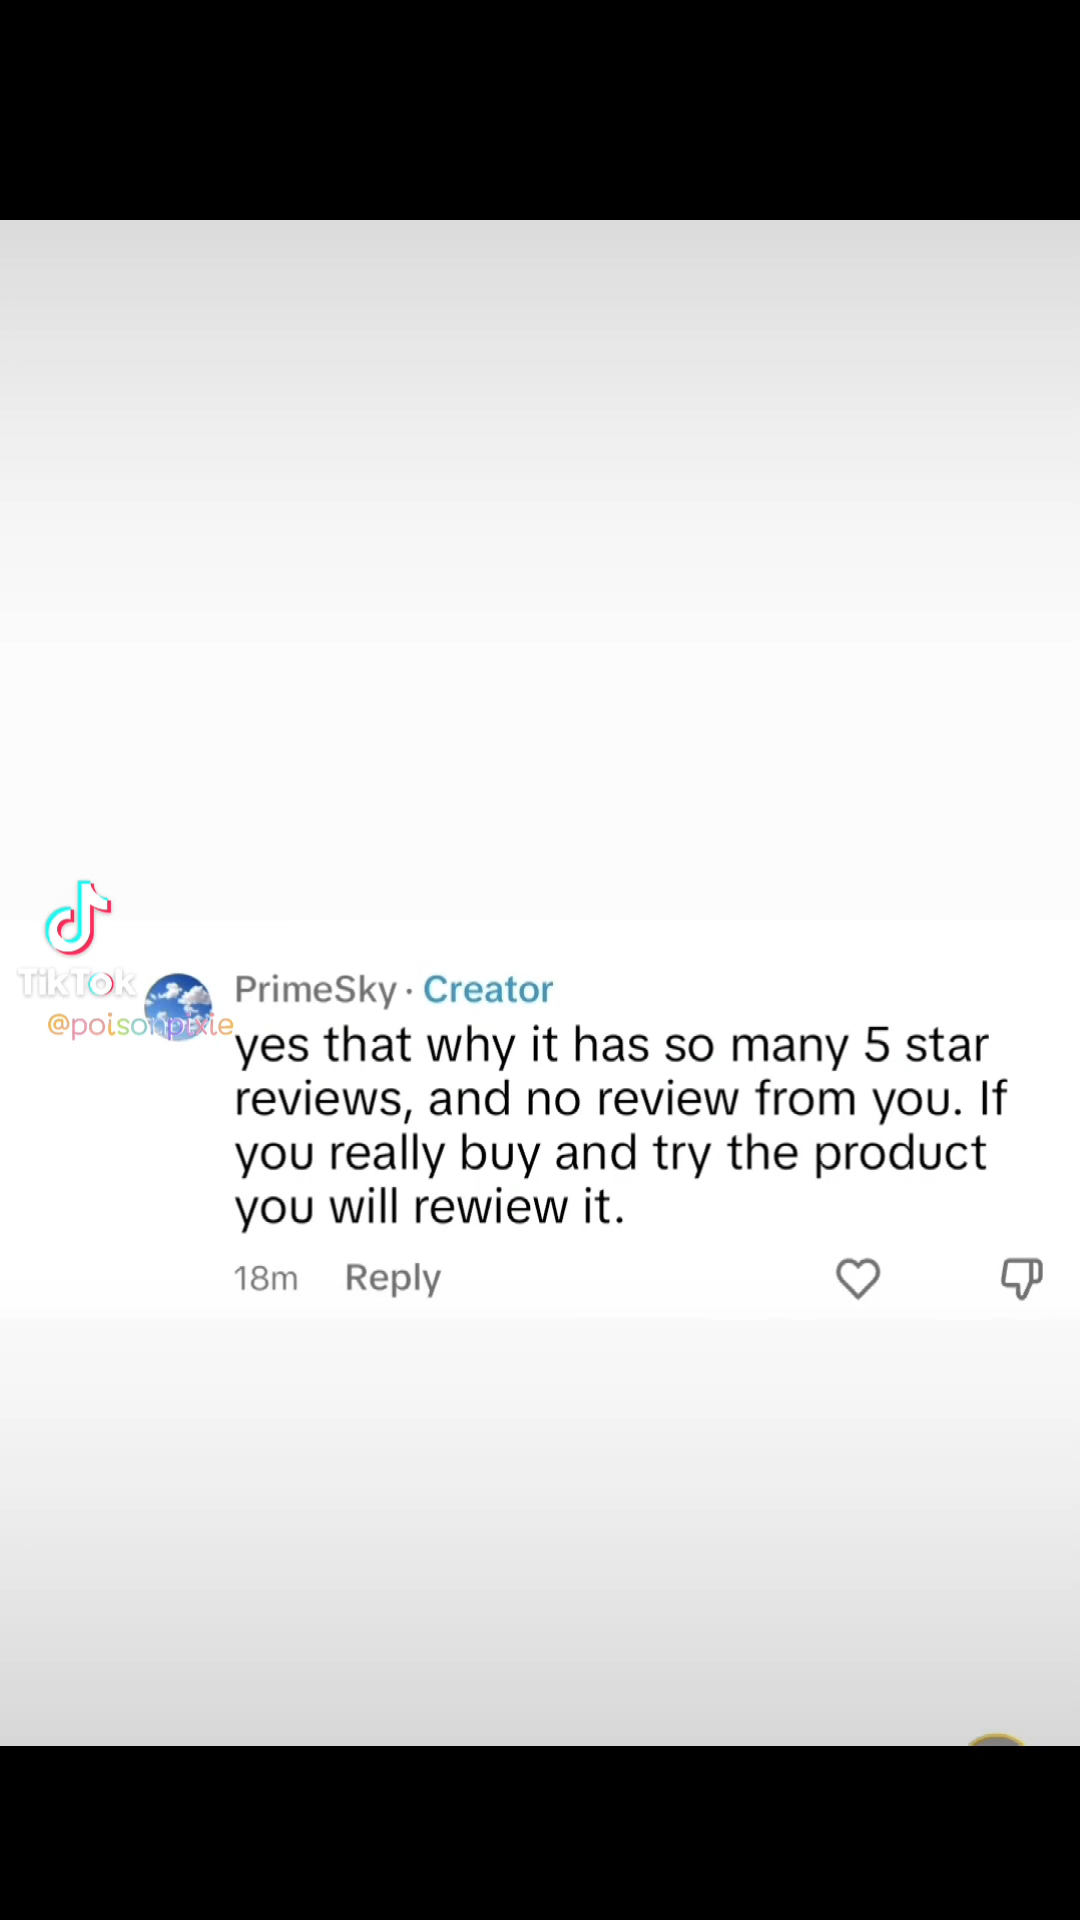 TikTok
@poisonpixie
PrimeSky · Creator
yes that why it has so many 5 star
reviews, and no review from you. If
you really buy and try the product
you will rewiew it.
18m Reply